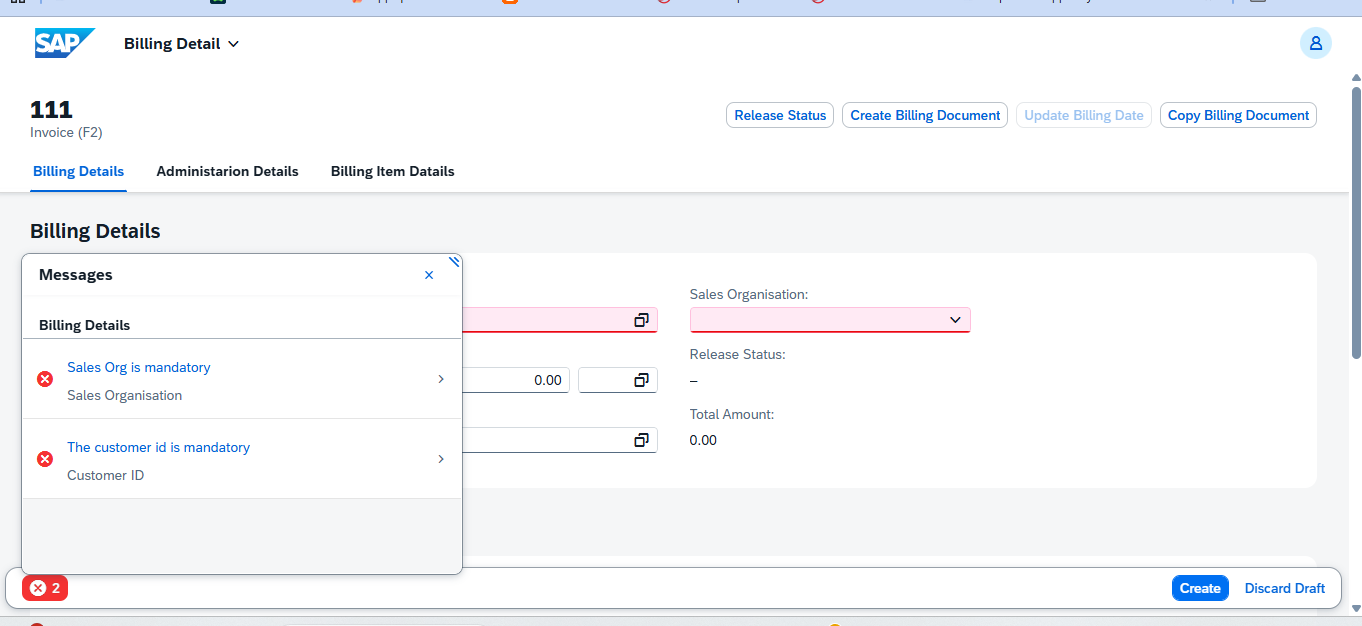 SAP
Billing Detail
111
Invoice (F2)
Release Status
Create Billing Document
Update Billing Date
Copy Billing Document
Billing Details
Administarion Details
Billing Item Datails
Billing Details
Messages
Billing Details
Sales Org is mandatory
Sales Organisation
The customer id is mandatory
Customer ID
0.00
Sales Organisation:
Release Status:
–
Total Amount:
0.00
2
Create
Discard Draft